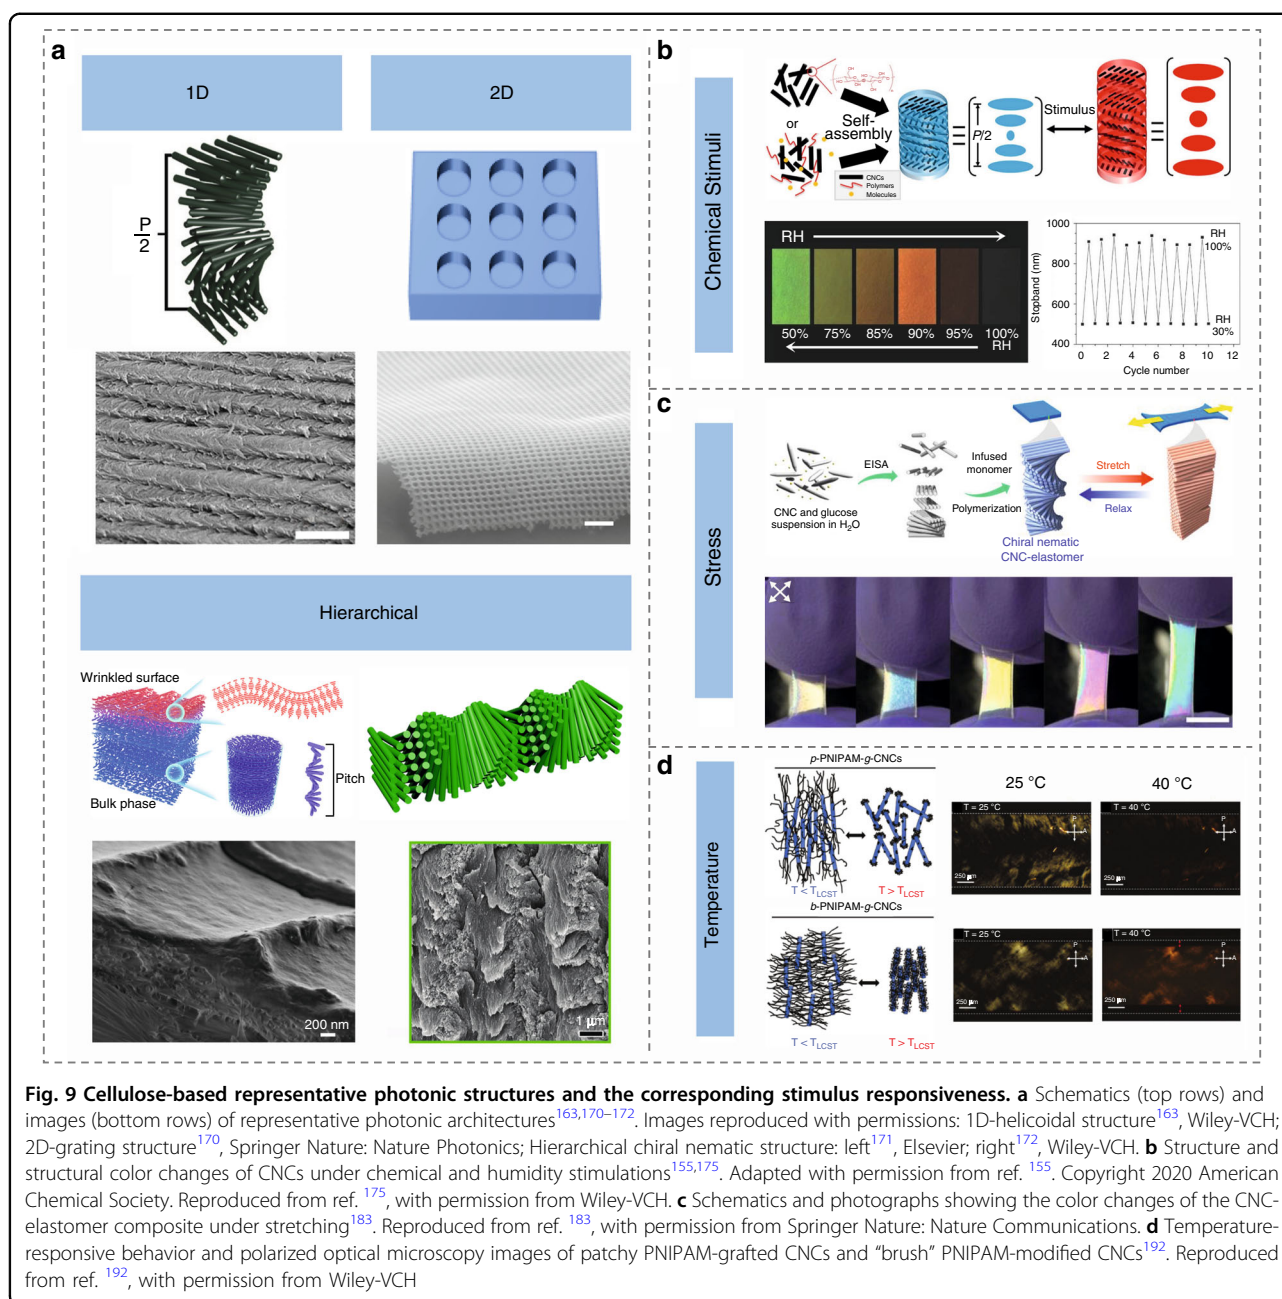 a
1D
2D
P
2
Hierarchical
Wrinkled surface
Bulk phase
Pitch
200 nm
1 μm
b
Chemical Stimuli
or
Self-
assembly
CNCs
Polymers
Molecules
P/2
Stimulus
RH
50% 75% 85% 90% 95% 100%
RH
Stopband (nm)
1000
800
600
400
RH
100%
RH
30%
0 2 4 6 8 10 12
Cycle number
c
Stress
EISA
CNC and glucose
suspension in H2O
Infused
monomer
Polymerization
Chiral nematic
CNC-elastomer
Stretch
Relax
d
Temperature
p-PNIPAM-g-CNCs
T < TLCST
T > TLCST
b-PNIPAM-g-CNCs
T < TLCST
T > TLCST
25 °C
40 °C
T = 25 °C
P
A
250 μm
T = 40 °C
P
A
250 μm
T = 25 °C
P
A
250 μm
T = 40 °C
P
A
250 μm
Fig. 9 Cellulose-based representative photonic structures and the corresponding stimulus responsiveness. a Schematics (top rows) and
images (bottom rows) of representative photonic architectures163,170–172. Images reproduced with permissions: 1D-helicoidal structure163, Wiley-VCH;
2D-grating structure170, Springer Nature: Nature Photonics; Hierarchical chiral nematic structure: left171, Elsevier; right172, Wiley-VCH. b Structure and
structural color changes of CNCs under chemical and humidity stimulations155,175. Adapted with permission from ref. 155. Copyright 2020 American
Chemical Society. Reproduced from ref. 175, with permission from Wiley-VCH. c Schematics and photographs showing the color changes of the CNC-
elastomer composite under stretching183. Reproduced from ref. 183, with permission from Springer Nature: Nature Communications. d Temperature-
responsive behavior and polarized optical microscopy images of patchy PNIPAM-grafted CNCs and “brush” PNIPAM-modified CNCs192. Reproduced
from ref. 192, with permission from Wiley-VCH